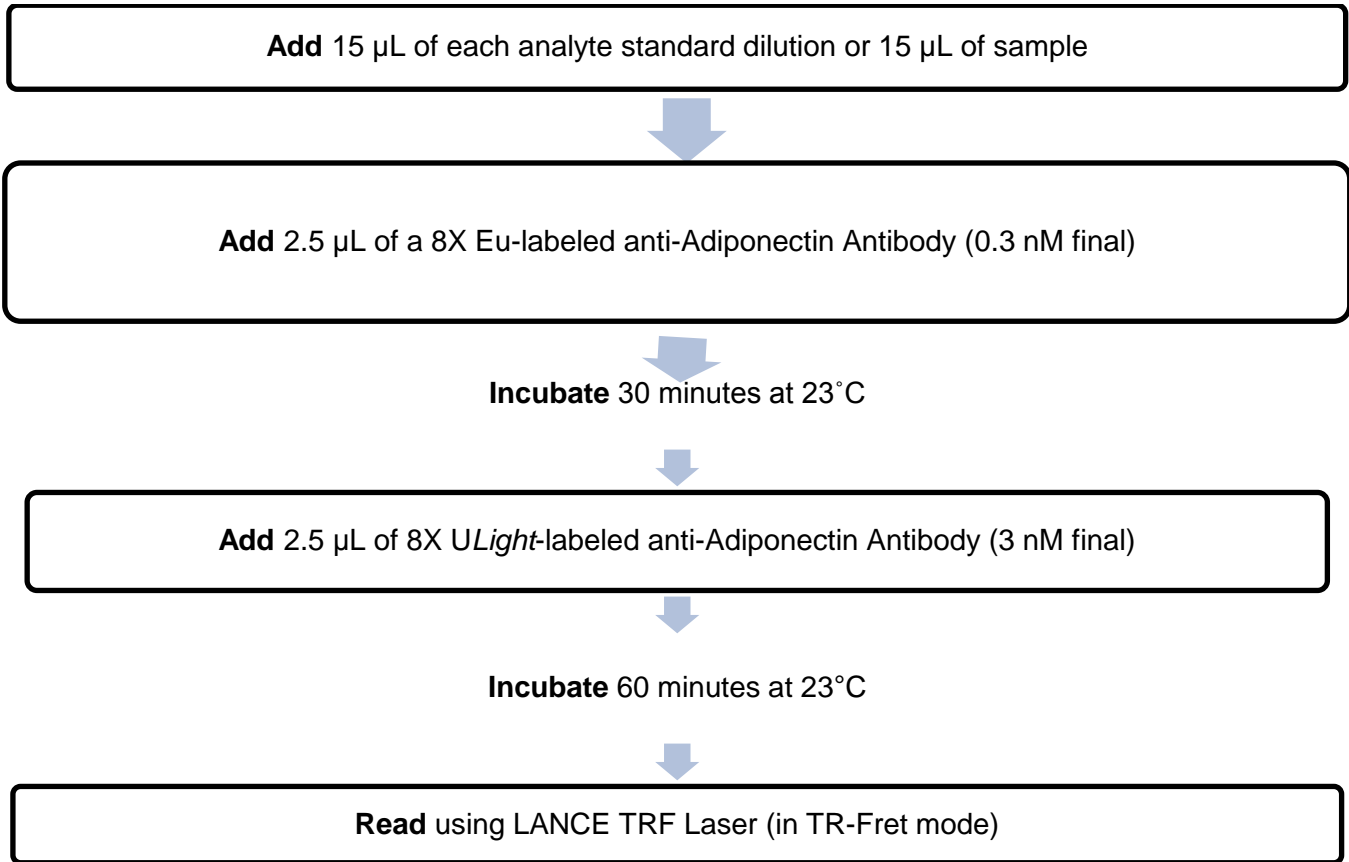 Add 15 µL of each analyte standard dilution or 15 µL of sample
Add 2.5 µL of a 8X Eu-labeled anti-Adiponectin Antibody (0.3 nM final)
Incubate 30 minutes at 23˚C
Add 2.5 µL of 8X ULight-labeled anti-Adiponectin Antibody (3 nM final)
Incubate 60 minutes at 23°C
Read using LANCE TRF Laser (in TR-Fret mode)